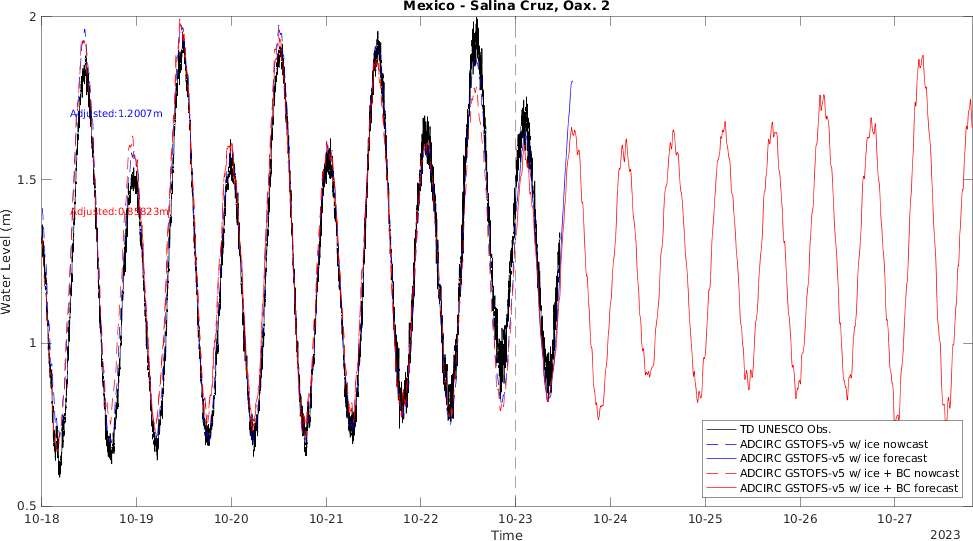 Mexico - Salina Cruz, Oax. 2
2
1.5
1
0.5
Water Level (m)
Adjusted:1.2007m
TD UNESCO Obs.
ADCIRC GSTOFS-v5 w/ ice nowcast
ADCIRC GSTOFS-v5 w/ ice forecast
ADCIRC GSTOFS-v5 w/ ice + BC nowcast
ADCIRC GSTOFS-v5 w/ ice + BC forecast
10-18 10-19 10-20 10-21 10-22 10-23 10-24 10-25 10-26 10-27
Time
2023